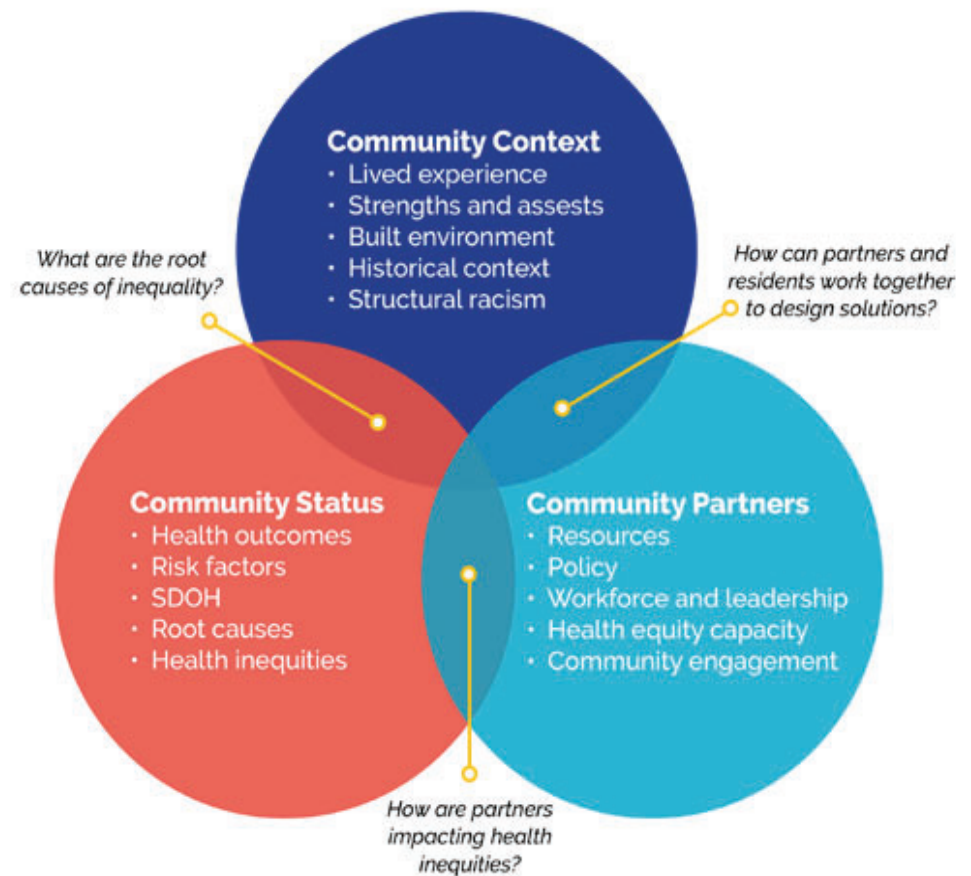 Community Context
• Lived experience
• Strengths and assests
• Built environment
• Historical context
• Structural racism
What are the root
causes of inequality?
How can partners and
residents work together
to design solutions?
Community Status
• Health outcomes
• Risk factors
• SDOH
• Root causes
• Health inequities
Community Partners
• Resources
• Policy
• Workforce and leadership
• Health equity capacity
• Community engagement
How are partners
impacting health
inequities?